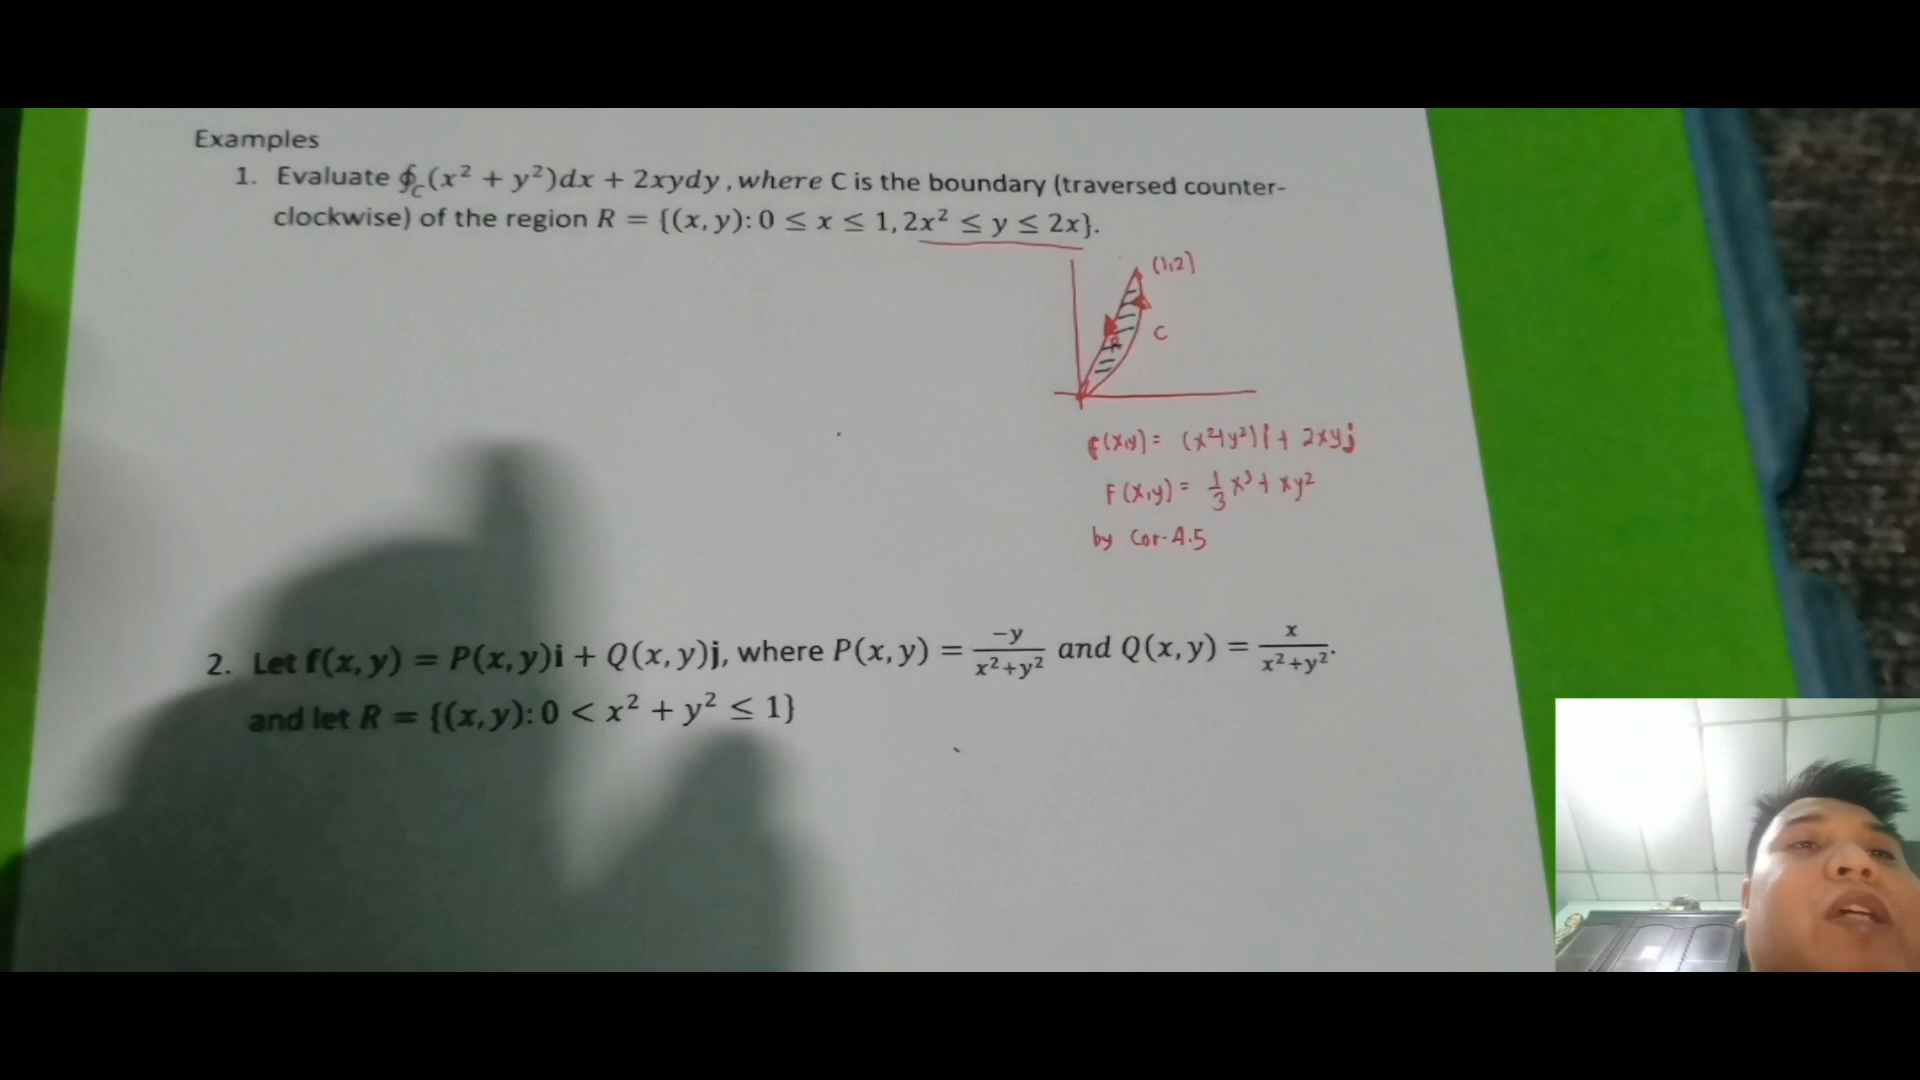 Examples
1. Evaluate ∮_C (x² + y²)dx + 2xydy, where C is the boundary (traversed counter-
clockwise) of the region R = {(x, y): 0 ≤ x ≤ 1, 2x² ≤ y ≤ 2x}.
(1,2)
C
f(x,y) = (x²+y²)i + 2xyj
F(x,y) = 1/3 x³ + xy²
by Cor. 4.5
2. Let f(x, y) = P(x, y)i + Q(x, y)j, where P(x, y) = -y/(x²+y²) and Q(x, y) = x/(x²+y²).
and let R = {(x, y): 0 < x² + y² ≤ 1}